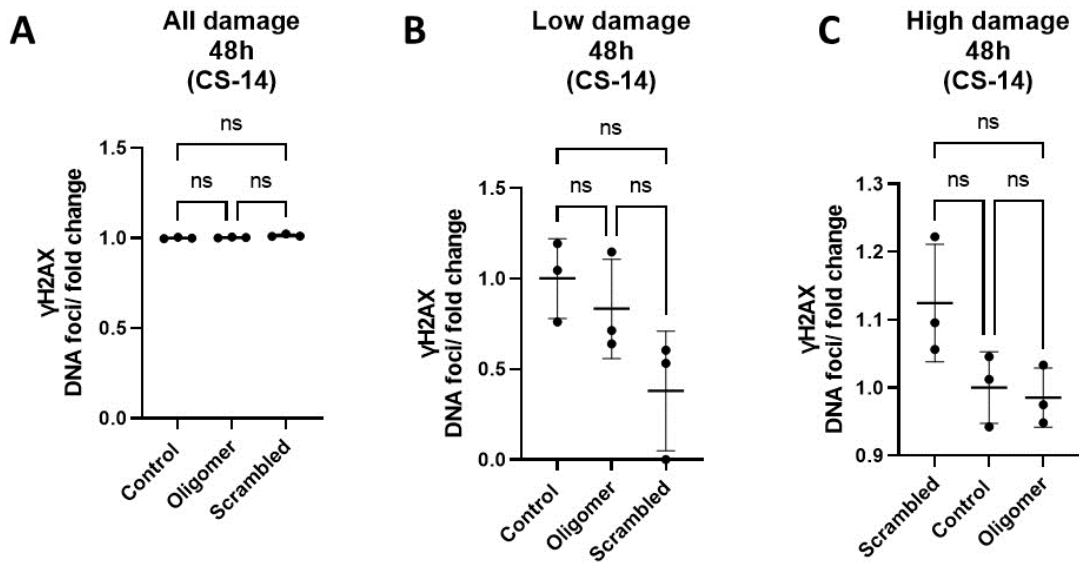 A
All damage
48h
(CS-14)
ns
ns
ns
1.5
1.0
0.5
0.0
γH2AX
DNA foci/ fold change
Control
Oligomer
Scrambled
B
Low damage
48h
(CS-14)
ns
ns
ns
1.5
1.0
0.5
0.0
γH2AX
DNA foci/ fold change
Control
Oligomer
Scrambled
C
High damage
48h
(CS-14)
ns
ns
ns
1.3
1.2
1.1
1.0
0.9
γH2AX
DNA foci/ fold change
Scrambled
Control
Oligomer